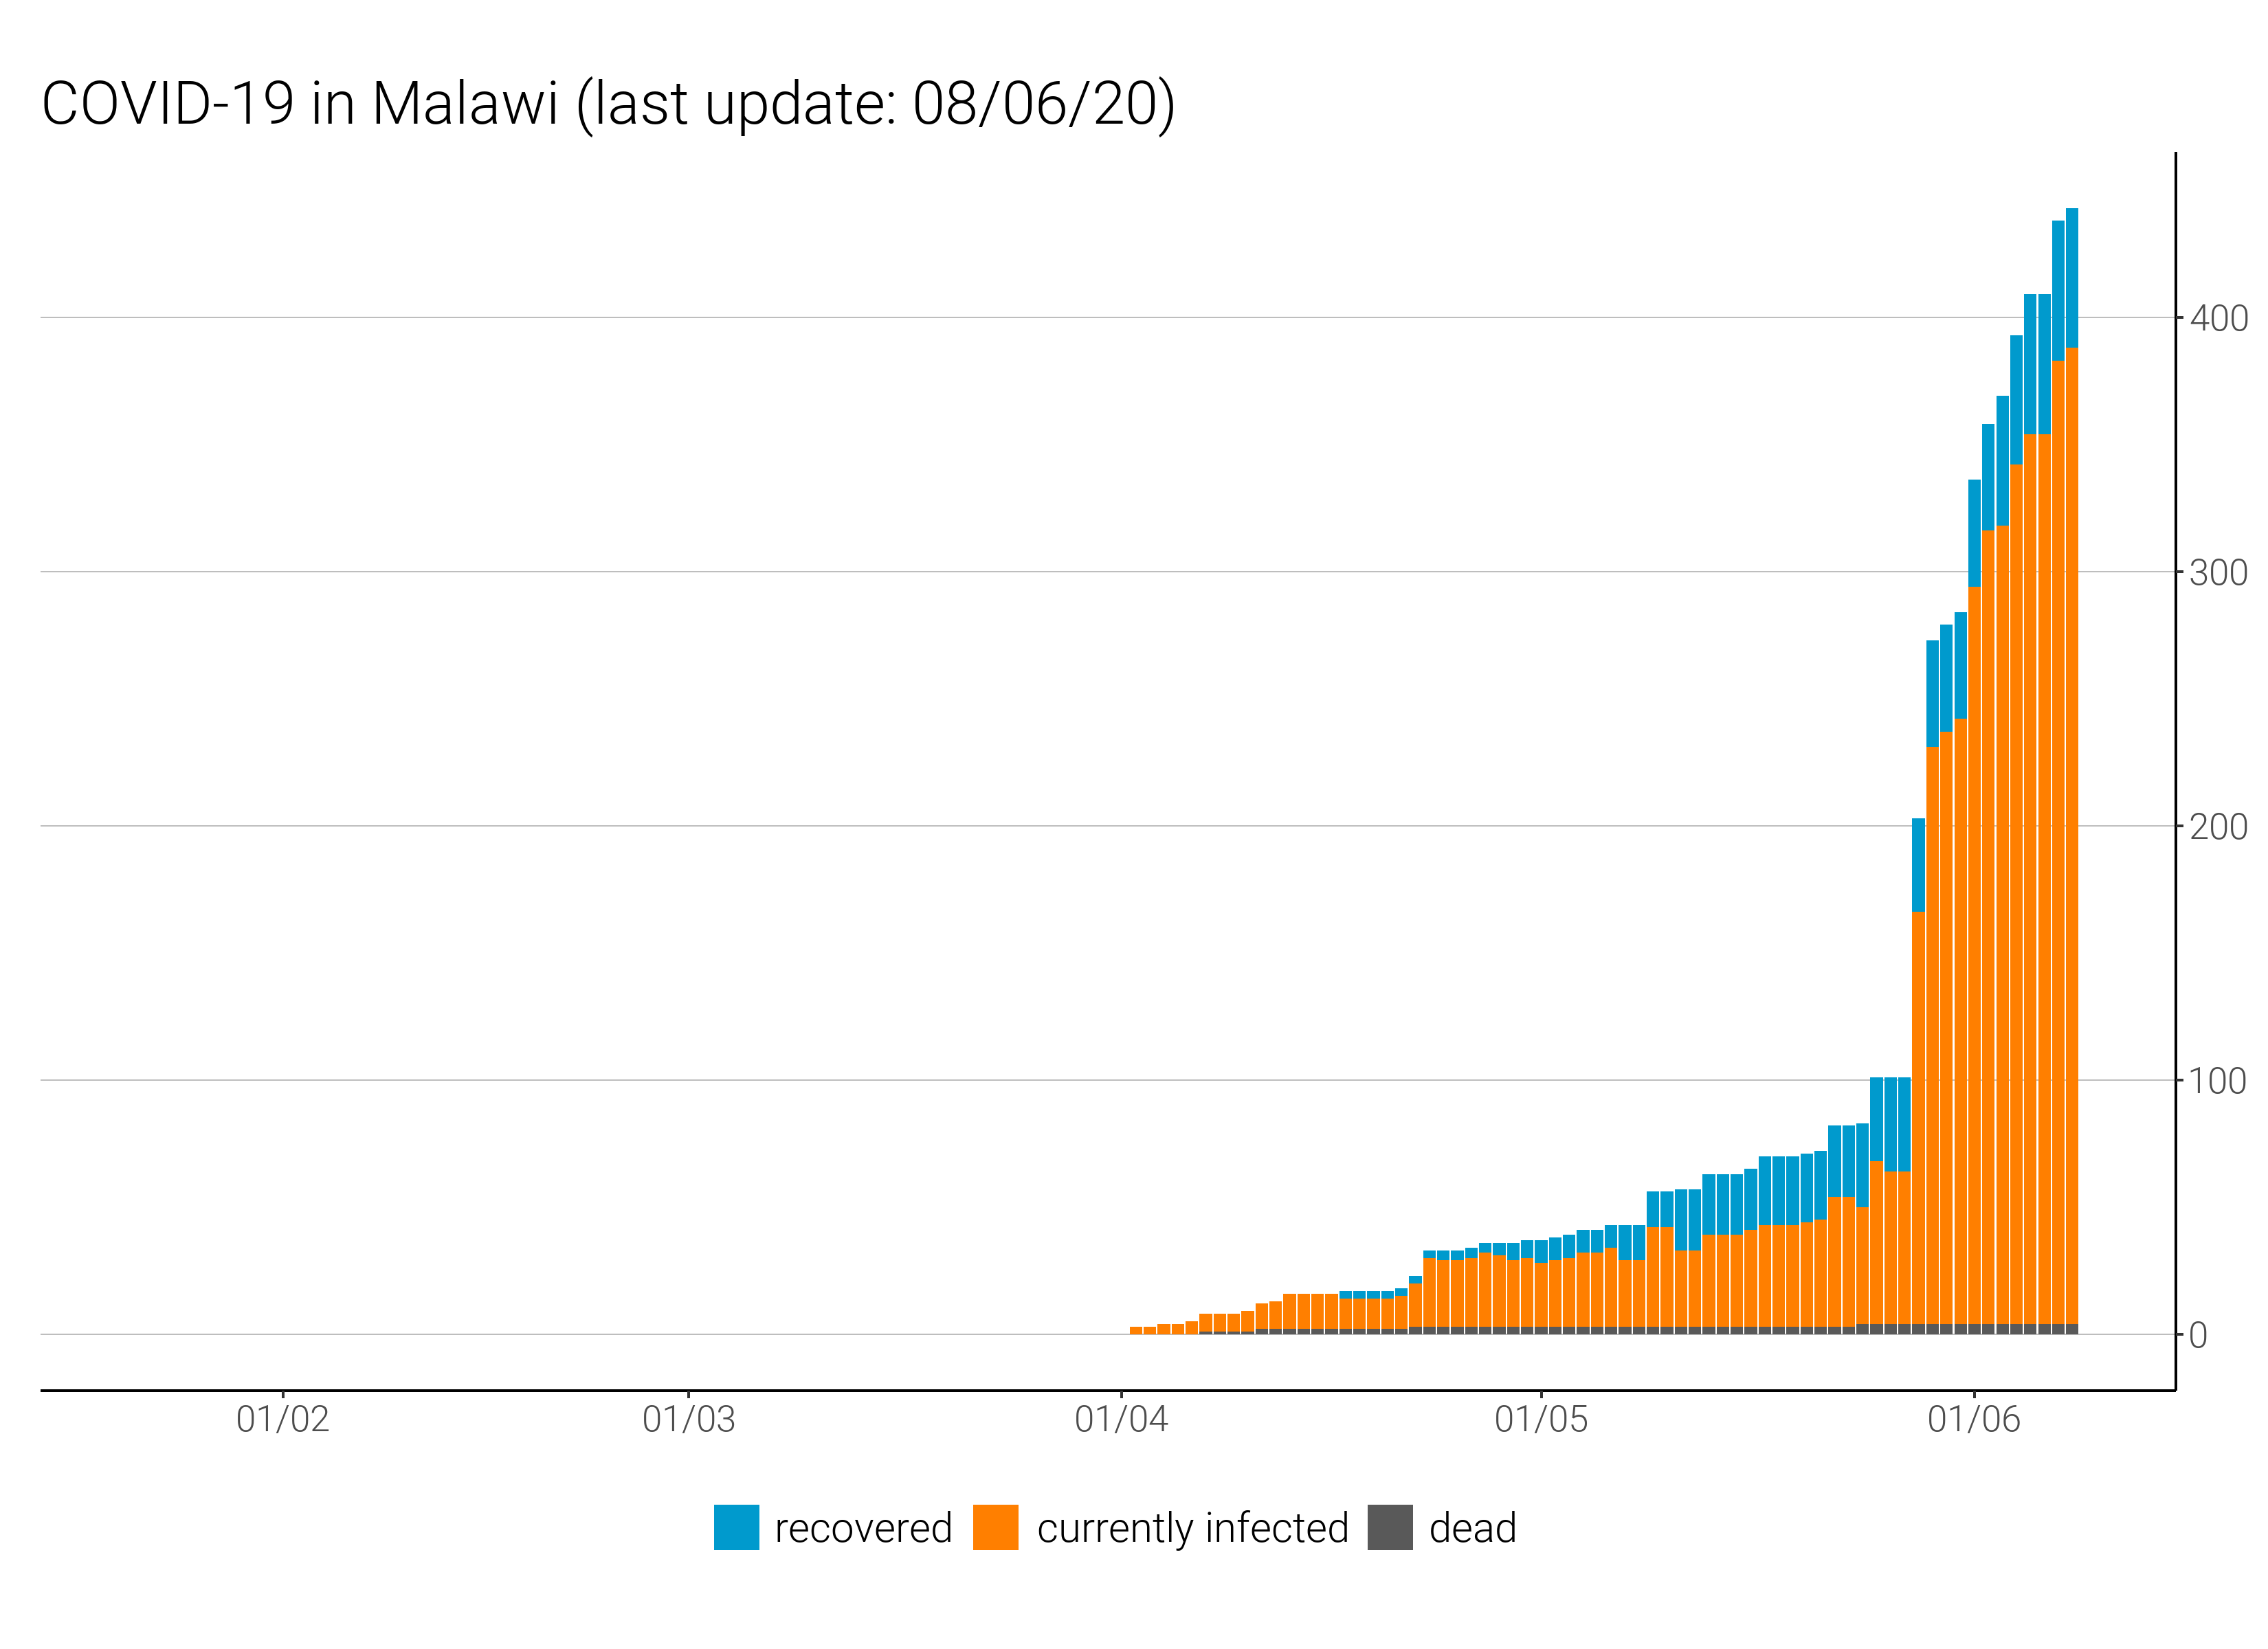 COVID-19 in Malawi (last update: 08/06/20)
400
300
200
100
0
01/02 01/03 01/04 01/05 01/06
recovered currently infected dead